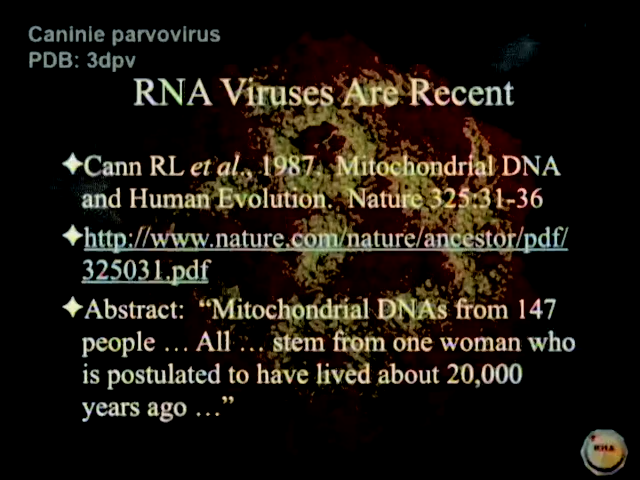 Caninie parvovirus
PDB: 3dpv
RNA Viruses Are Recent
✦Cann RL et al., 1987. Mitochondrial DNA
and Human Evolution. Nature 325:31-36
✦http://www.nature.com/nature/ancestor/pdf/
325031.pdf
✦Abstract: “Mitochondrial DNAs from 147
people … All … stem from one woman who
is postulated to have lived about 20,000
years ago …”
RNA